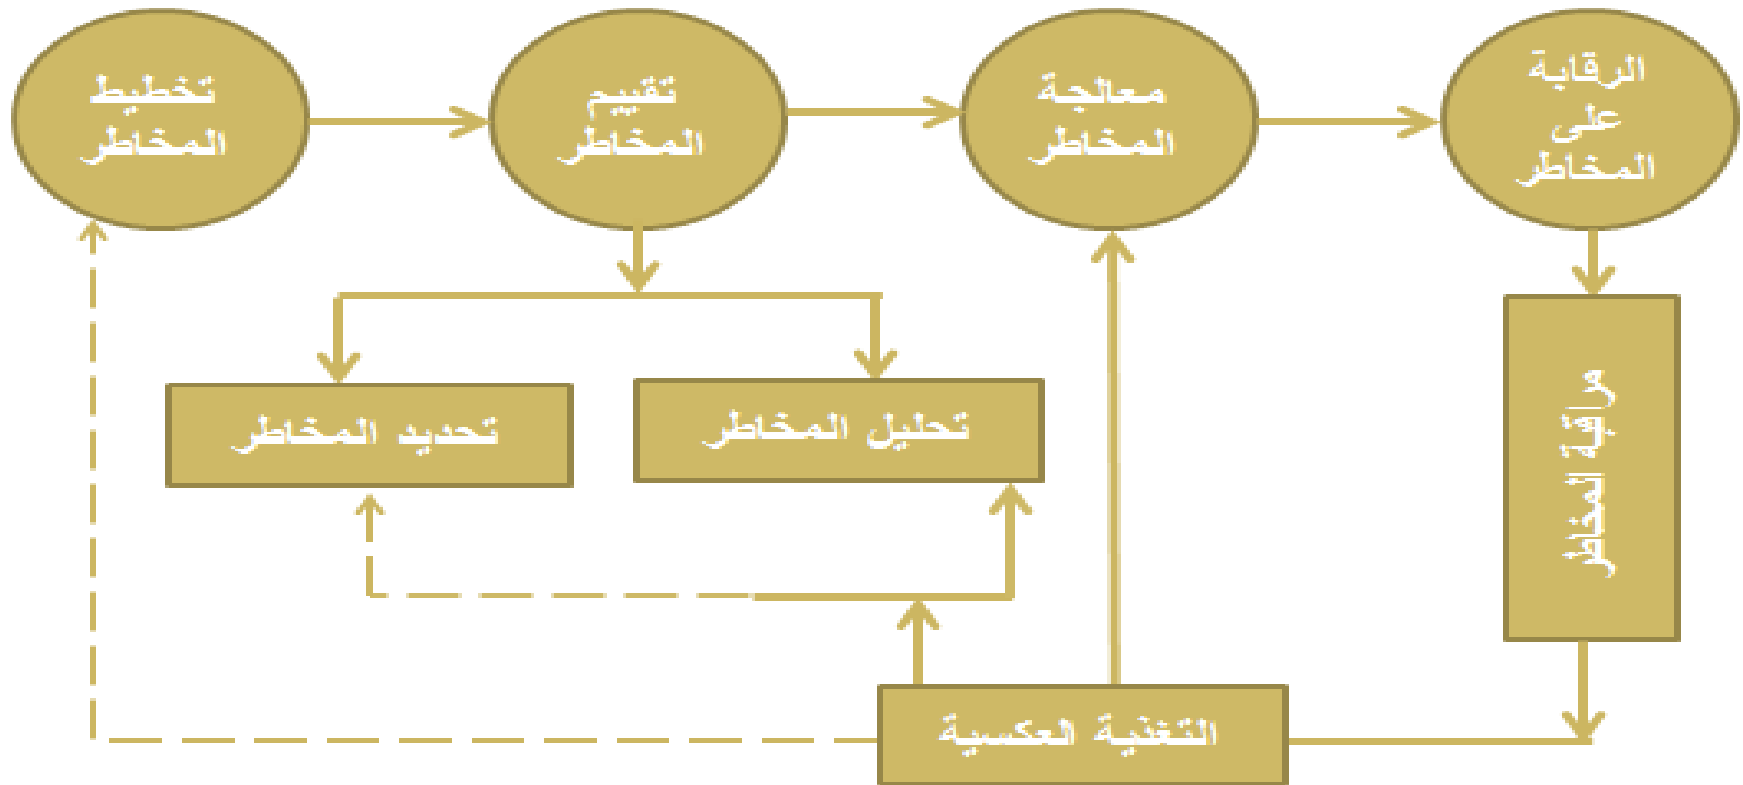 تخطيط
المخاطر
تقييم
المخاطر
معالجة
المخاطر
الرقابة
على
المخاطر
تحديد المخاطر
تحليل المخاطر
مراقبة المخاطر
التغذية العكسية